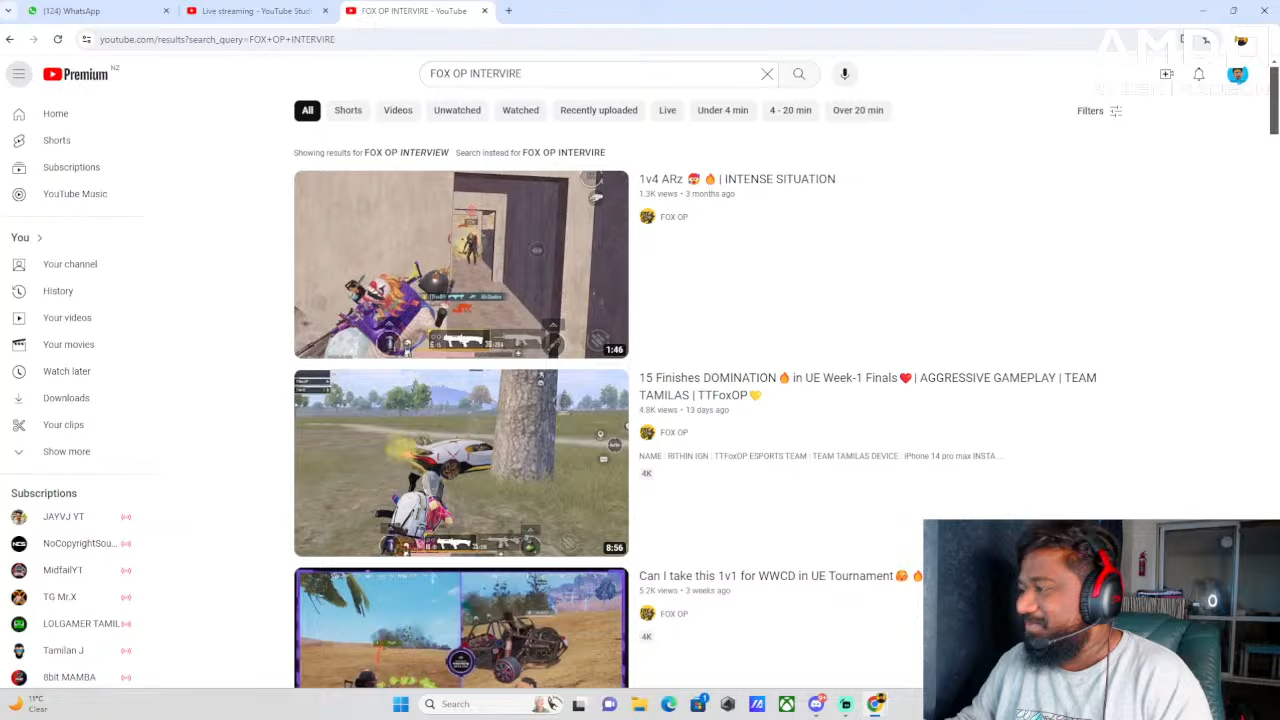 (124) WhatsApp
Live streaming - YouTube Stud
FOX OP INTERVIRE - YouTube
youtube.com/results?search_query=FOX+OP+INTERVIRE
AMD
Premium NZ
FOX OP INTERVIRE
All
Shorts
Videos
Unwatched
Watched
Recently uploaded
Live
Under 4 min
4 - 20 min
Over 20 min
Filters
Home
Shorts
Subscriptions
YouTube Music
You
Your channel
History
Your videos
Your movies
Watch later
Downloads
Your clips
Show more
Subscriptions
JAYVJ YT
NoCopyrightSou...
MidfailYT
TG Mr.X
LOLGAMER TAMIL
Tamilan J
8bit MAMBA
Showing results for FOX OP INTERVIEW Search instead for FOX OP INTERVIRE
1v4 ARz 🎅 🔥 | INTENSE SITUATION
1.3K views • 3 months ago
FOX OP
1:46
15 Finishes DOMINATION🔥 in UE Week-1 Finals❤️ | AGGRESSIVE GAMEPLAY | TEAM
TAMILAS | TTFoxOP💛
4.8K views • 13 days ago
FOX OP
NAME : RITHIN IGN : TTFoxOP ESPORTS TEAM : TEAM TAMILAS DEVICE : iPhone 14 pro max INSTA...
4K
8:56
Can I take this 1v1 for WWCD in UE Tournament
5.2K views • 3 weeks ago
FOX OP
4K
11°C
Clear
Search